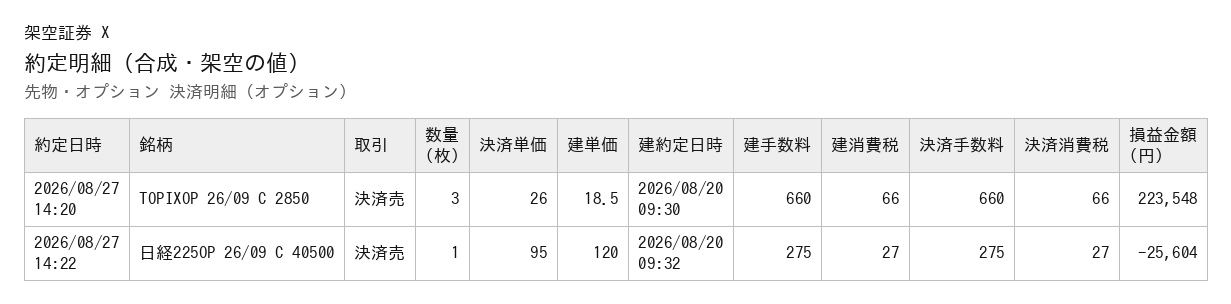 架空証券 X
約定明細（合成・架空の値）
先物・オプション 決済明細（オプション）
約定日時 銘柄 取引 数量（枚） 決済単価 建単価 建約定日時 建手数料 建消費税 決済手数料 決済消費税 損益金額（円）
2026/08/27 14:20 TOPIXOP 26/09 C 2850 決済売 3 26 18.5 2026/08/20 09:30 660 66 660 66 223,548
2026/08/27 14:22 日経225OP 26/09 C 40500 決済売 1 95 120 2026/08/20 09:32 275 27 275 27 -25,604